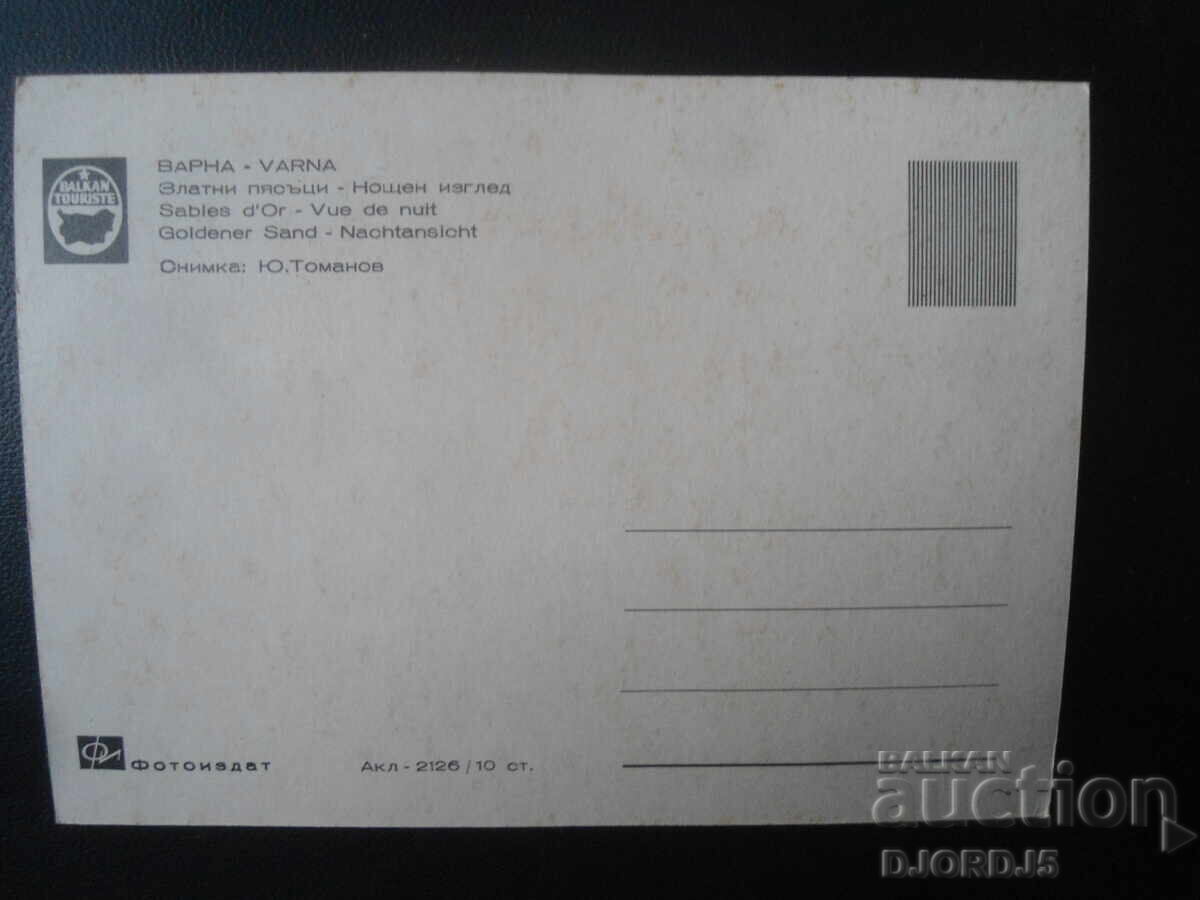 BALKAN
TOURISTE
ВАРНА - VARNA
Златни пясъци - Нощен изглед
Sables d'Or - Vue de nuit
Goldener Sand - Nachtansicht
Снимка: Ю.Томанов
ФИ
Фотоиздат
Акл - 2126 / 10 ст.
BALKAN
auction
DJORDJ5